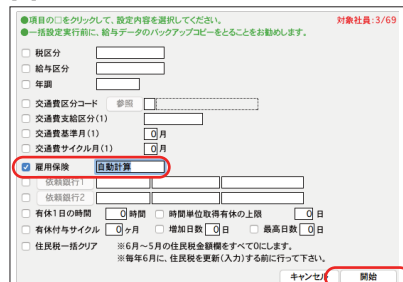 ●項目の□をクリックして、設定内容を選択してください。 対象社員:3/69
●一括設定実行前に、給与データのバックアップコピーをとることをお勧めします。
税区分
給与区分
年調
交通費区分コード 参照
交通費支給区分(1)
交通費基準月(1) 0 月
交通費サイクル月(1) 0 月
雇用保険 自動計算
依頼銀行1
依頼銀行2
有休1日の時間 0 時間 時間単位取得有休の上限 0 日
有休付与サイクル 0 ヶ月 増加日数 0 日 最高日数 0 日
住民税一括クリア ※6月～5月の住民税金額欄をすべて0にします。
※毎年6月に、住民税を更新(入力)する前に行って下さい。
キャンセル 開始